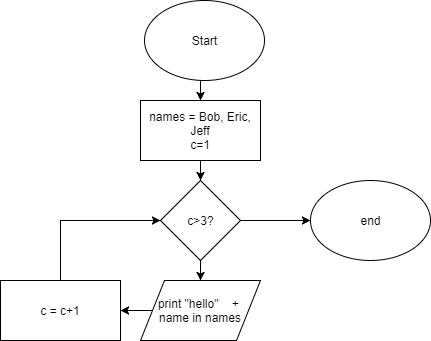 Start
names = Bob, Eric,
Jeff
c=1
c>3?
end
print "hello" +
name in names
c = c+1